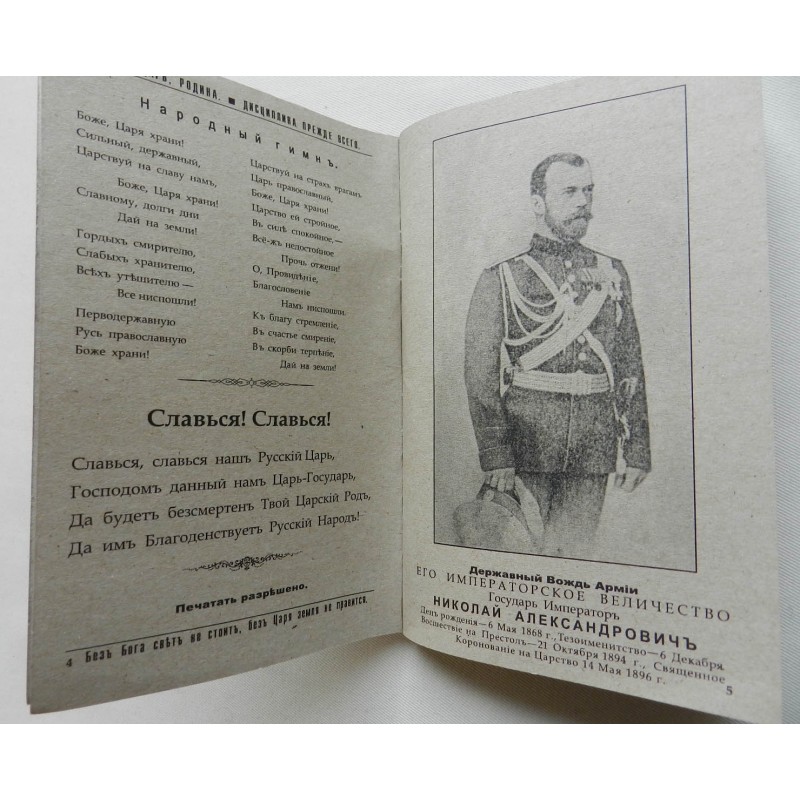 РОДИНА. ДИСЦИПЛИНА ПРЕЖДЕ ВСЕГО.
Народный гимнъ.
Боже, Царя храни!
Сильный, державный,
Царствуй на славу намъ,
Боже, Царя храни!
Славному, долги дни
Дай на земли!
Гордыхъ смирителю,
Слабыхъ хранителю,
Всѣхъ утѣшителю —
Все ниспошли!
Перводержавную
Русь православную
Боже храни!
Царствуй на страхъ врагамъ
Царь православный,
Боже, Царя храни!
Царство ей стройное,
Въ силѣ спокойное,—
Всё-жъ недостойное
Прочь отжени!
О, Провидѣніе,
Благословеніе
Намъ ниспошли.
Къ благу стремленіе,
Въ счастье смиреніе,
Въ скорби терпѣніе,
Дай на земли!
Славься! Славься!
Славься, славься нашъ Русскій Царь,
Господомъ данный намъ Царь-Государь,
Да будетъ безсмертенъ Твой Царскій Родъ,
Да имъ Благоденствуетъ Русскій Народъ!
Печатать разрѣшено.
4 Безъ Бога свѣтъ не стоитъ, безъ Царя земля не правится.
Державный Вождь Арміи
ЕГО ИМПЕРАТОРСКОЕ ВЕЛИЧЕСТВО
Государь Императоръ
НИКОЛАЙ АЛЕКСАНДРОВИЧЪ
День рожденія—6 Мая 1868 г., Тезоименитство—6 Декабря.
Восшествіе на Престолъ—21 Октября 1894 г., Священное
Коронованіе на Царство 14 Мая 1896 г.
5